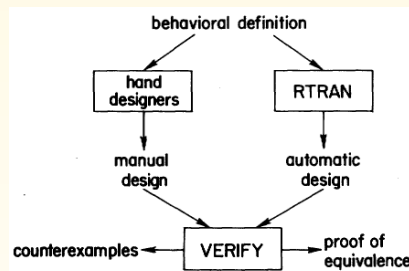 behavioral definition
hand
designers
RTRAN
manual
design
automatic
design
counterexamples
VERIFY
proof of
equivalence